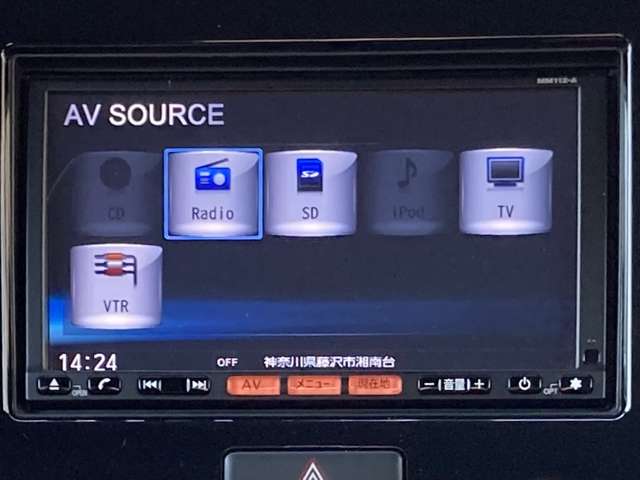 MM112-A
AV SOURCE
CD Radio SD iPod TV
VTR
14:24 OFF 神奈川県藤沢市湘南台
OPEN AV メニュー 現在地 − 音量 + OPT